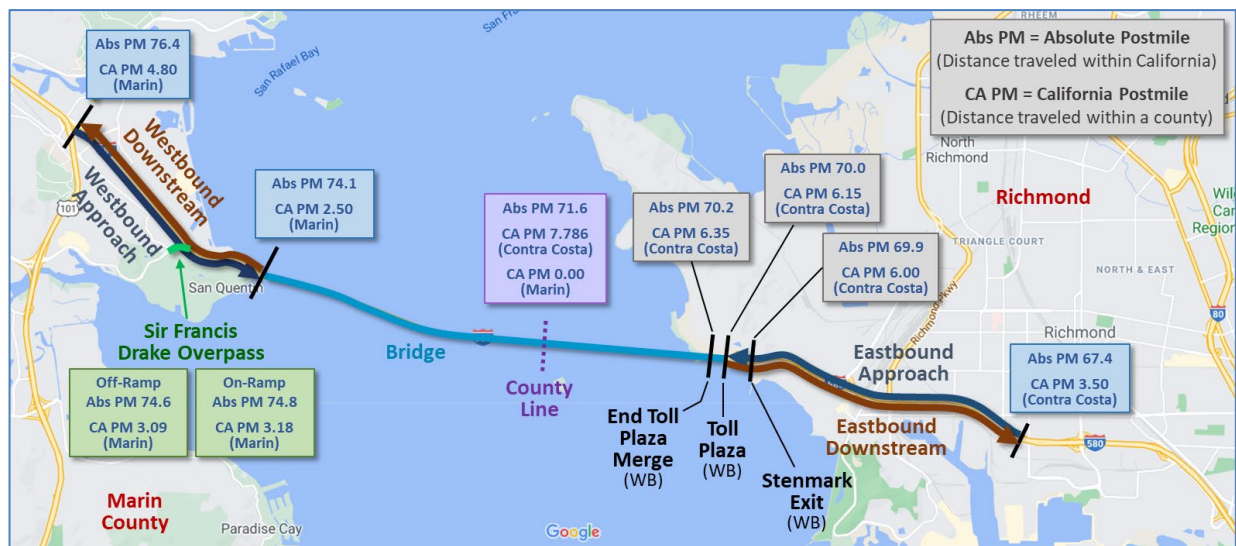 San Fra
RHEEM
San Rafael Bay
Abs PM = Absolute Postmile
(Distance traveled within California)
CA PM = California Postmile
(Distance traveled within a county)
Abs PM 76.4
CA PM 4.80
(Marin)
Westbound
Downstream
Westbound
Approach
101
Abs PM 74.1
CA PM 2.50
(Marin)
San Quentin
Sir Francis
Drake Overpass
Off-Ramp
Abs PM 74.6
CA PM 3.09
(Marin)
On-Ramp
Abs PM 74.8
CA PM 3.18
(Marin)
Marin
County
Paradise Cay
Bridge
Abs PM 71.6
CA PM 7.786
(Contra Costa)
CA PM 0.00
(Marin)
County
Line
Abs PM 70.2
CA PM 6.35
(Contra Costa)
Abs PM 70.0
CA PM 6.15
(Contra Costa)
Abs PM 69.9
CA PM 6.00
(Contra Costa)
End Toll
Plaza
Merge
(WB)
Toll
Plaza
(WB)
Stenmark
Exit
(WB)
North
Richmond
Richmond
TRIANGLE COURT
NORTH & EAST
Richmond Pkwy
Richmond
80
Eastbound
Approach
Eastbound
Downstream
Abs PM 67.4
CA PM 3.50
(Contra Costa)
580
Google